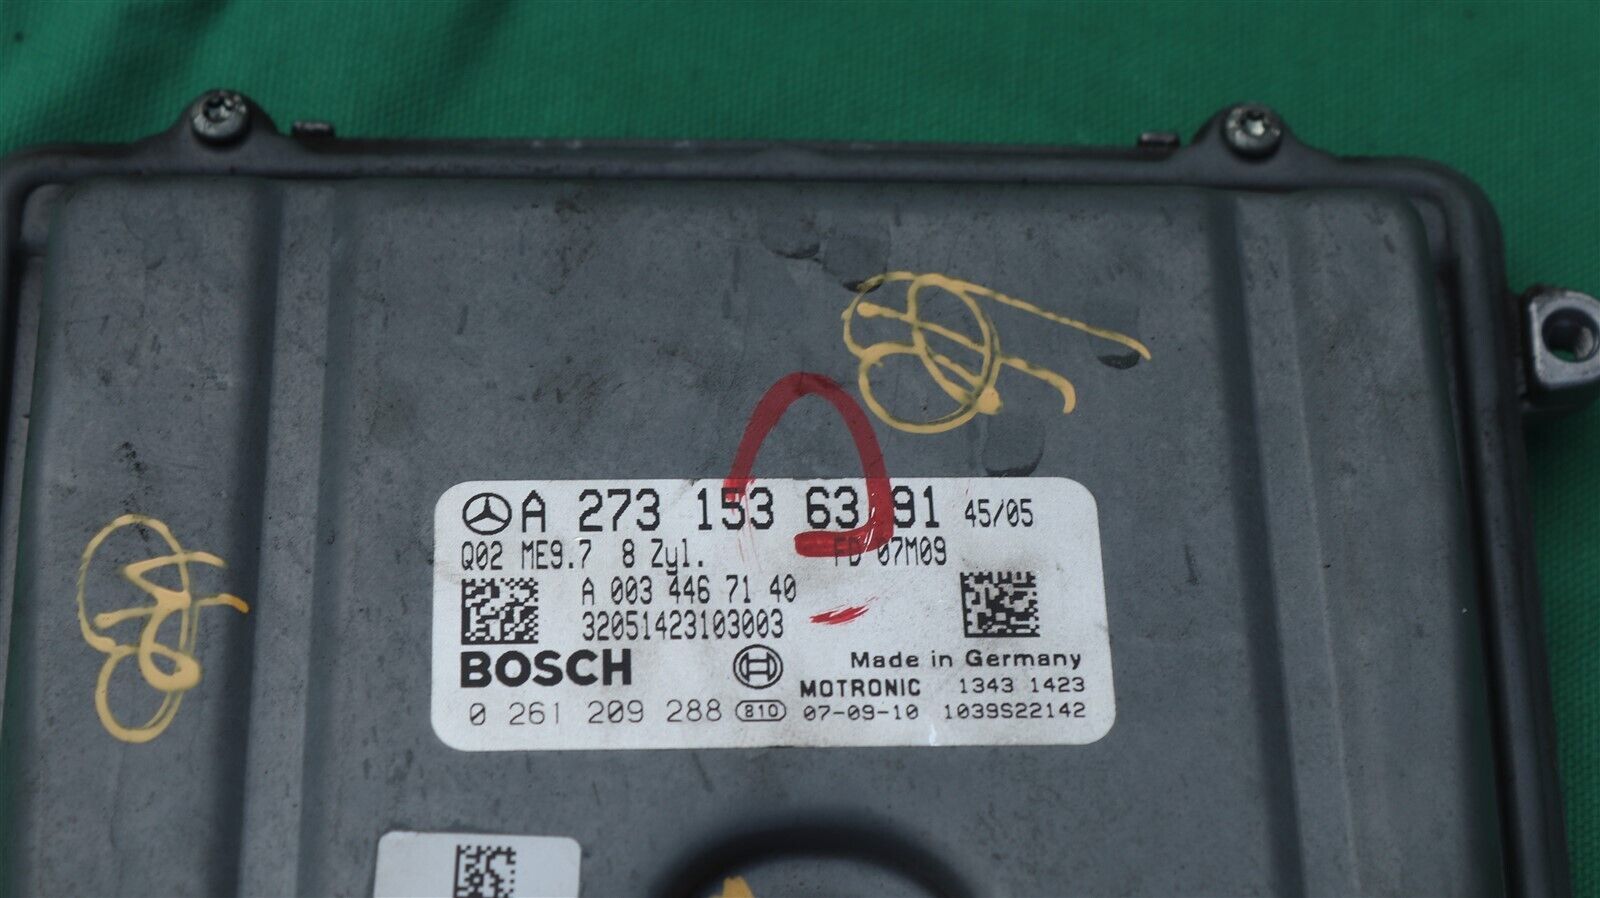 A 273 153 63 91 45/05
Q02 ME9.7 8 Zyl. FD 07M09
A 003 446 71 40
32051423103003
BOSCH Made in Germany
MOTRONIC 1343 1423
0 261 209 288 810 07-09-10 1039S22142